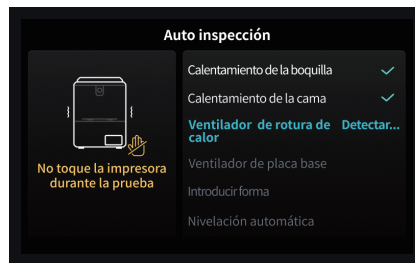 Auto inspección
Calentamiento de la boquilla
Calentamiento de la cama
Ventilador de rotura de Detectar...
calor
No toque la impresora
durante la prueba
Ventilador de placa base
Introducir forma
Nivelación automática